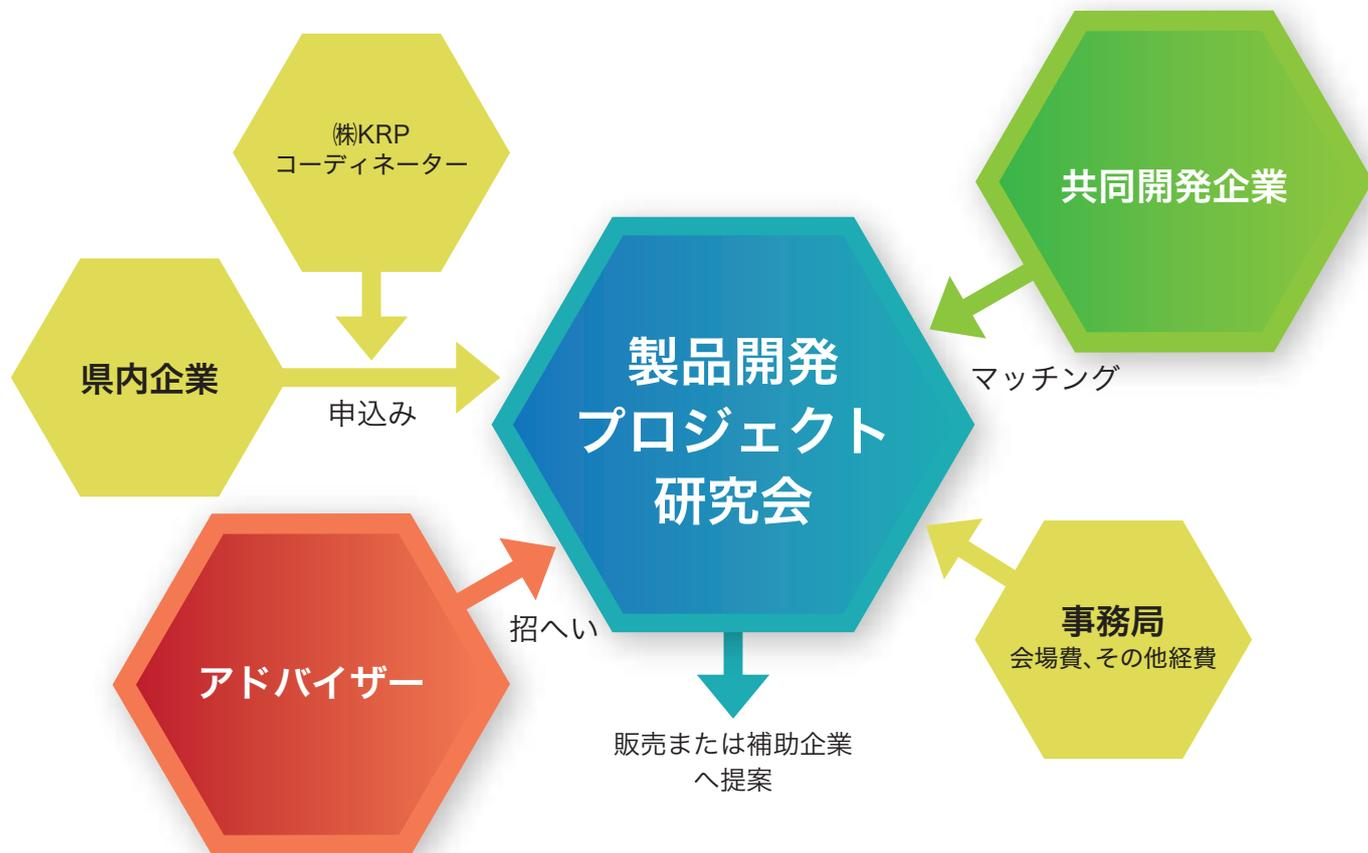 ㈱KRP
コーディネーター
共同開発企業
県内企業
申込み
製品開発
プロジェクト
研究会
マッチング
アドバイザー
招へい
事務局
会場費、その他経費
販売または補助企業
へ提案